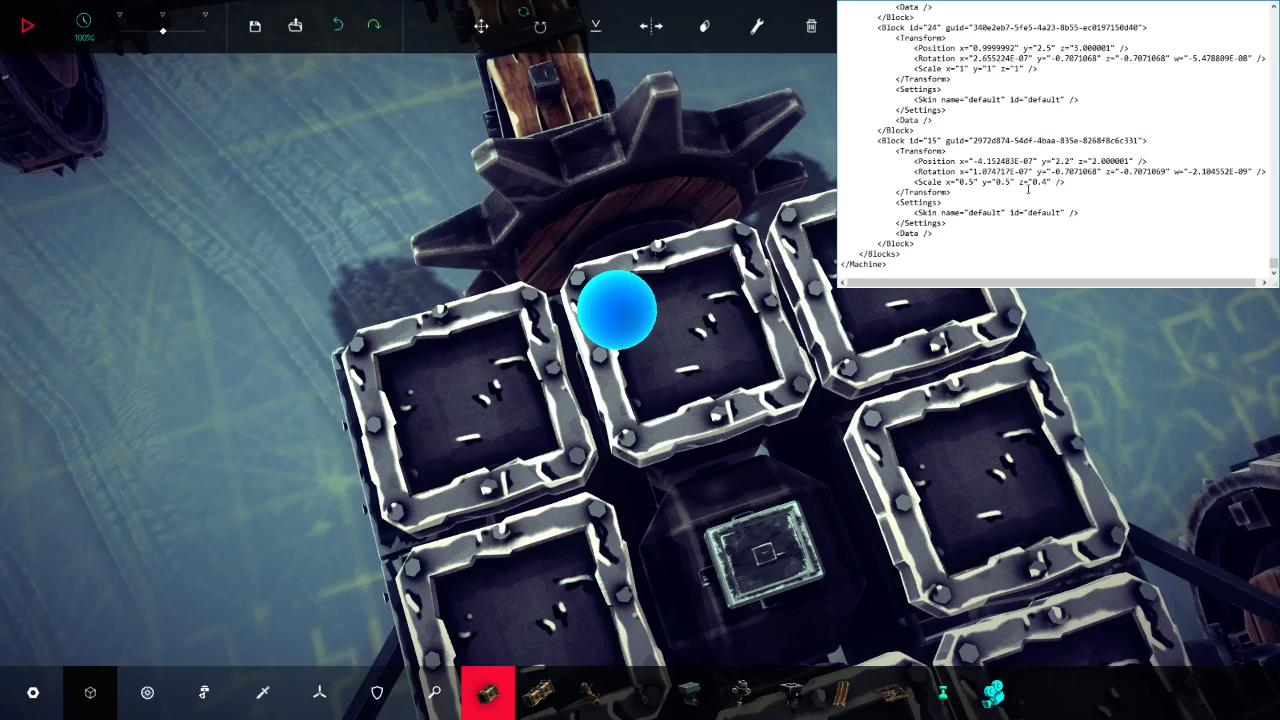 100%
<Data />
</Block>
<Block id="24" guid="340e2eb7-5fe5-4a23-8b55-ec0197150d40">
<Transform>
<Position x="0.9999992" y="2.5" z="3.000001" />
<Rotation x="2.655224E-07" y="-0.7071068" z="-0.7071068" w="-5.478809E-08" />
<Scale x="1" y="1" z="1" />
</Transform>
<Settings>
<Skin name="default" id="default" />
</Settings>
<Data />
</Block>
<Block id="15" guid="2972d874-54df-4baa-835e-8268f8c6c331">
<Transform>
<Position x="-4.152483E-07" y="2.2" z="2.000001" />
<Rotation x="1.074717E-07" y="-0.7071068" z="-0.7071069" w="-2.104552E-09" />
<Scale x="0.5" y="0.5" z="0.4" />
</Transform>
<Settings>
<Skin name="default" id="default" />
</Settings>
<Data />
</Block>
</Blocks>
</Machine>